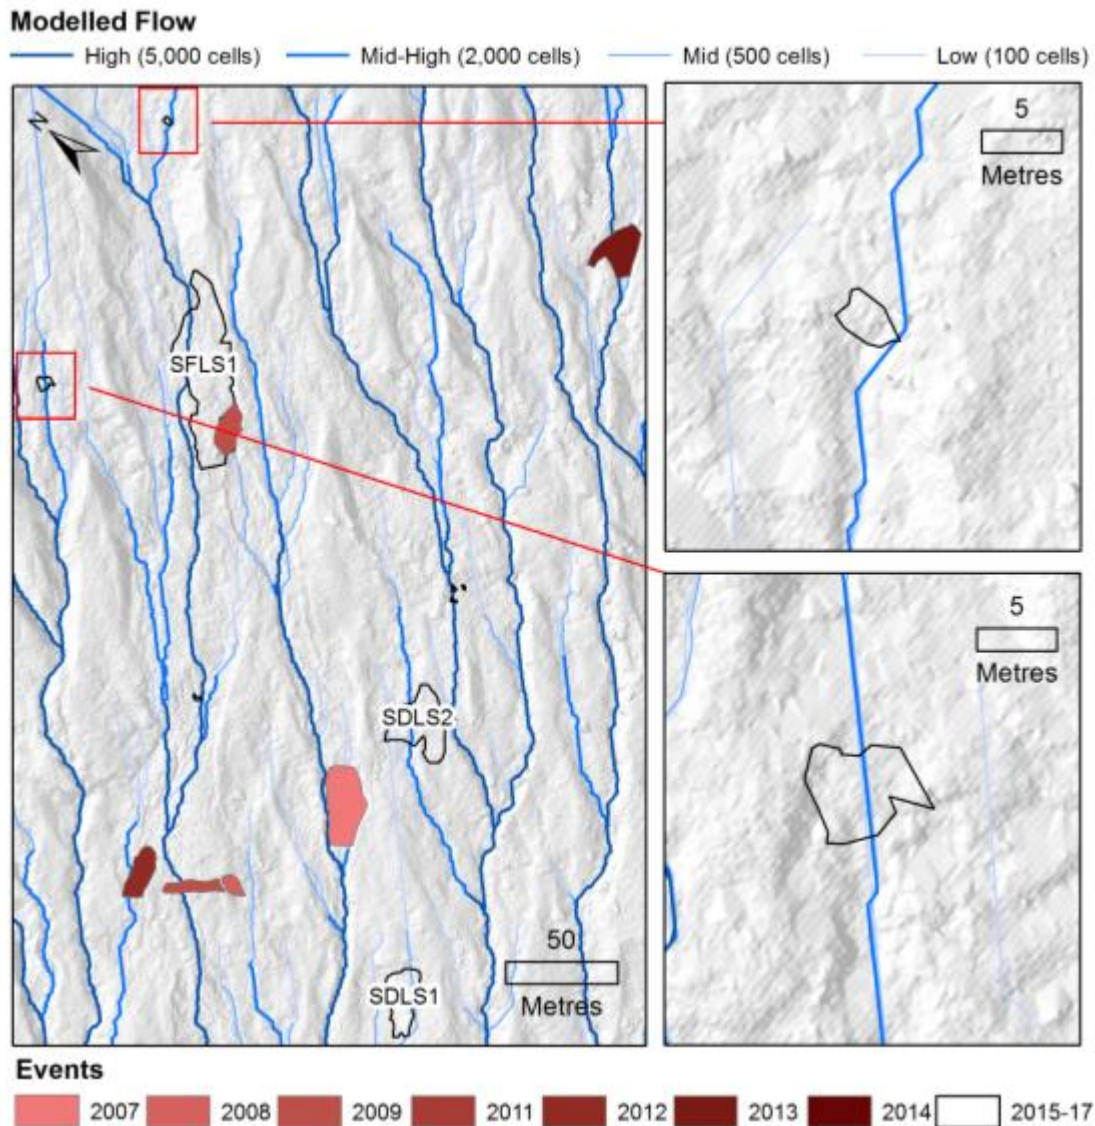 Modelled Flow
High (5,000 cells) Mid-High (2,000 cells) Mid (500 cells) Low (100 cells)
N
5
Metres
SFLS1
5
Metres
SDLS2
50
Metres
SDLS1
Events
2007 2008 2009 2011 2012 2013 2014 2015-17